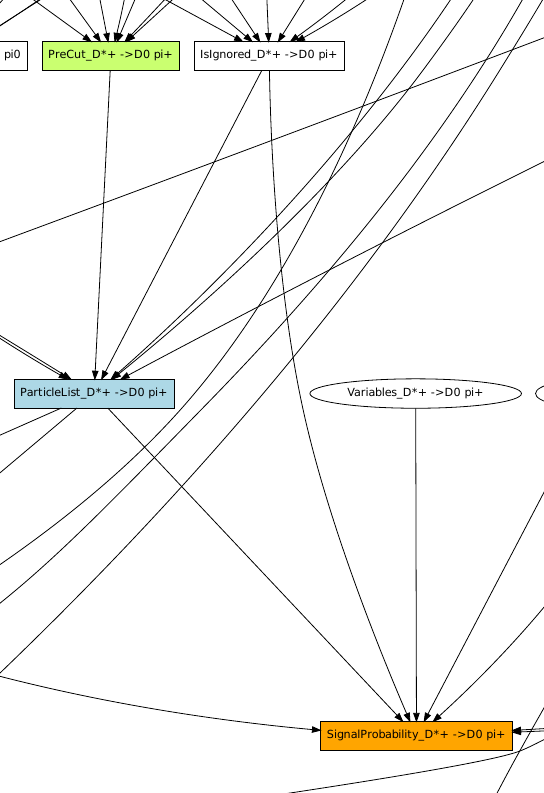 pi0
PreCut_D*+ ->D0 pi+
IsIgnored_D*+ ->D0 pi+
ParticleList_D*+ ->D0 pi+
Variables_D*+ ->D0 pi+
SignalProbability_D*+ ->D0 pi+